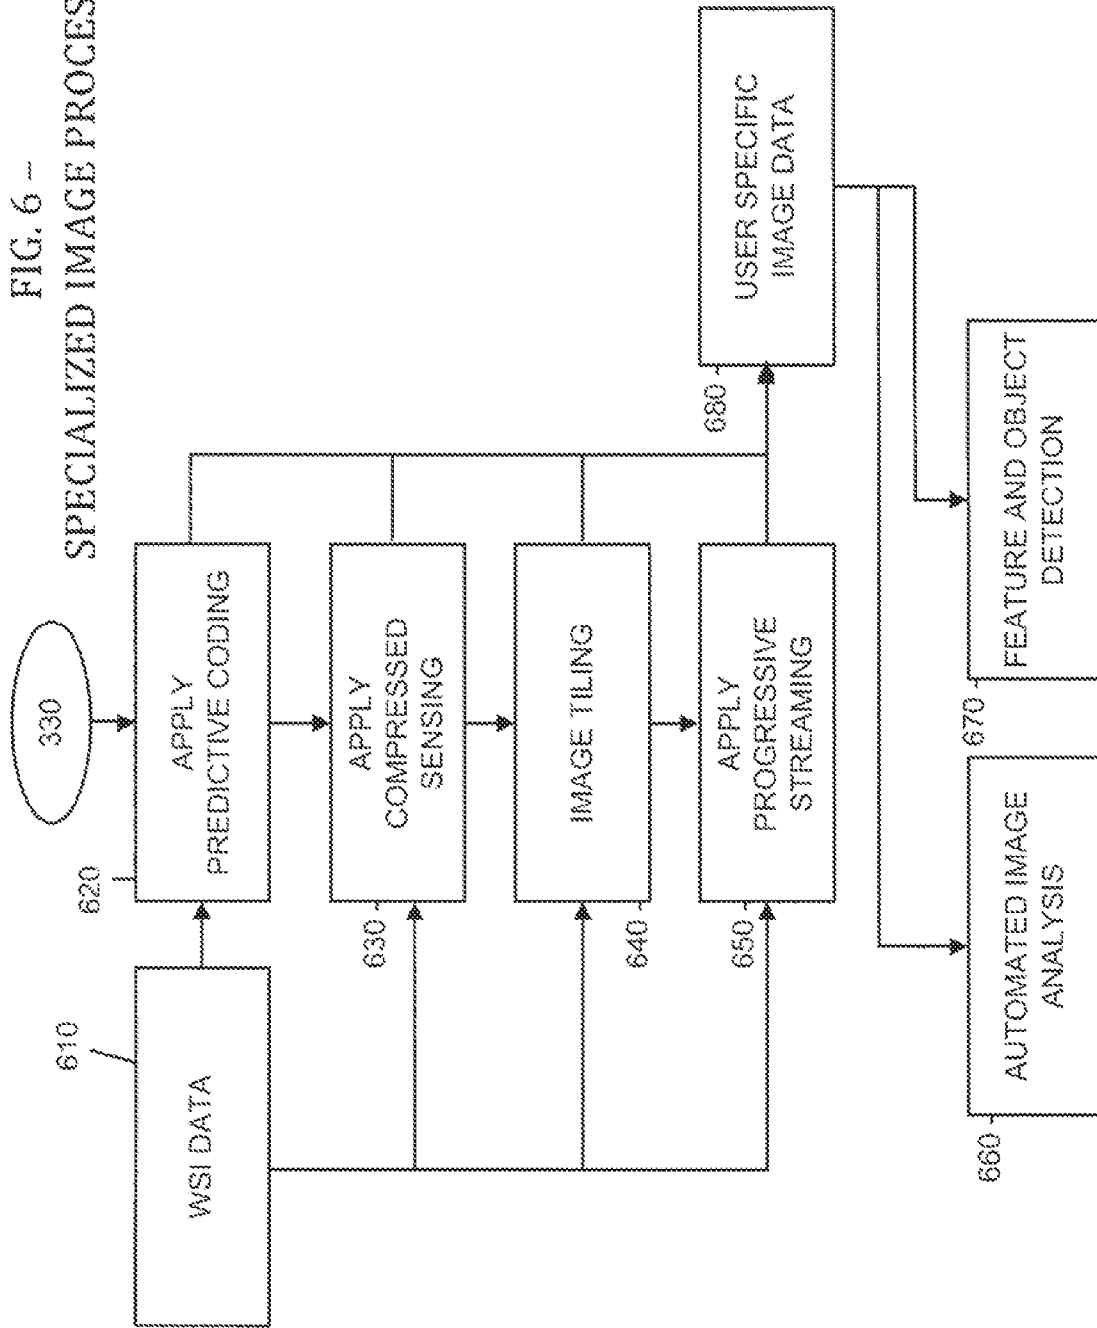 FIG. 6 –
SPECIALIZED IMAGE PROCES
330
610
WSI DATA
620
APPLY
PREDICTIVE CODING
630
APPLY
COMPRESSED
SENSING
640
IMAGE TILING
650
APPLY
PROGRESSIVE
STREAMING
680
USER SPECIFIC
IMAGE DATA
660
AUTOMATED IMAGE
ANALYSIS
670
FEATURE AND OBJECT
DETECTION